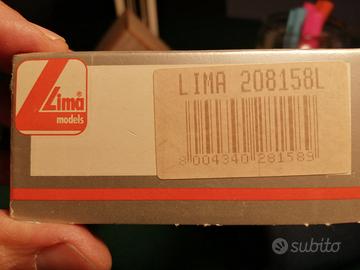 Lima®
models
LIMA 208158L
8 004340 281589
subito